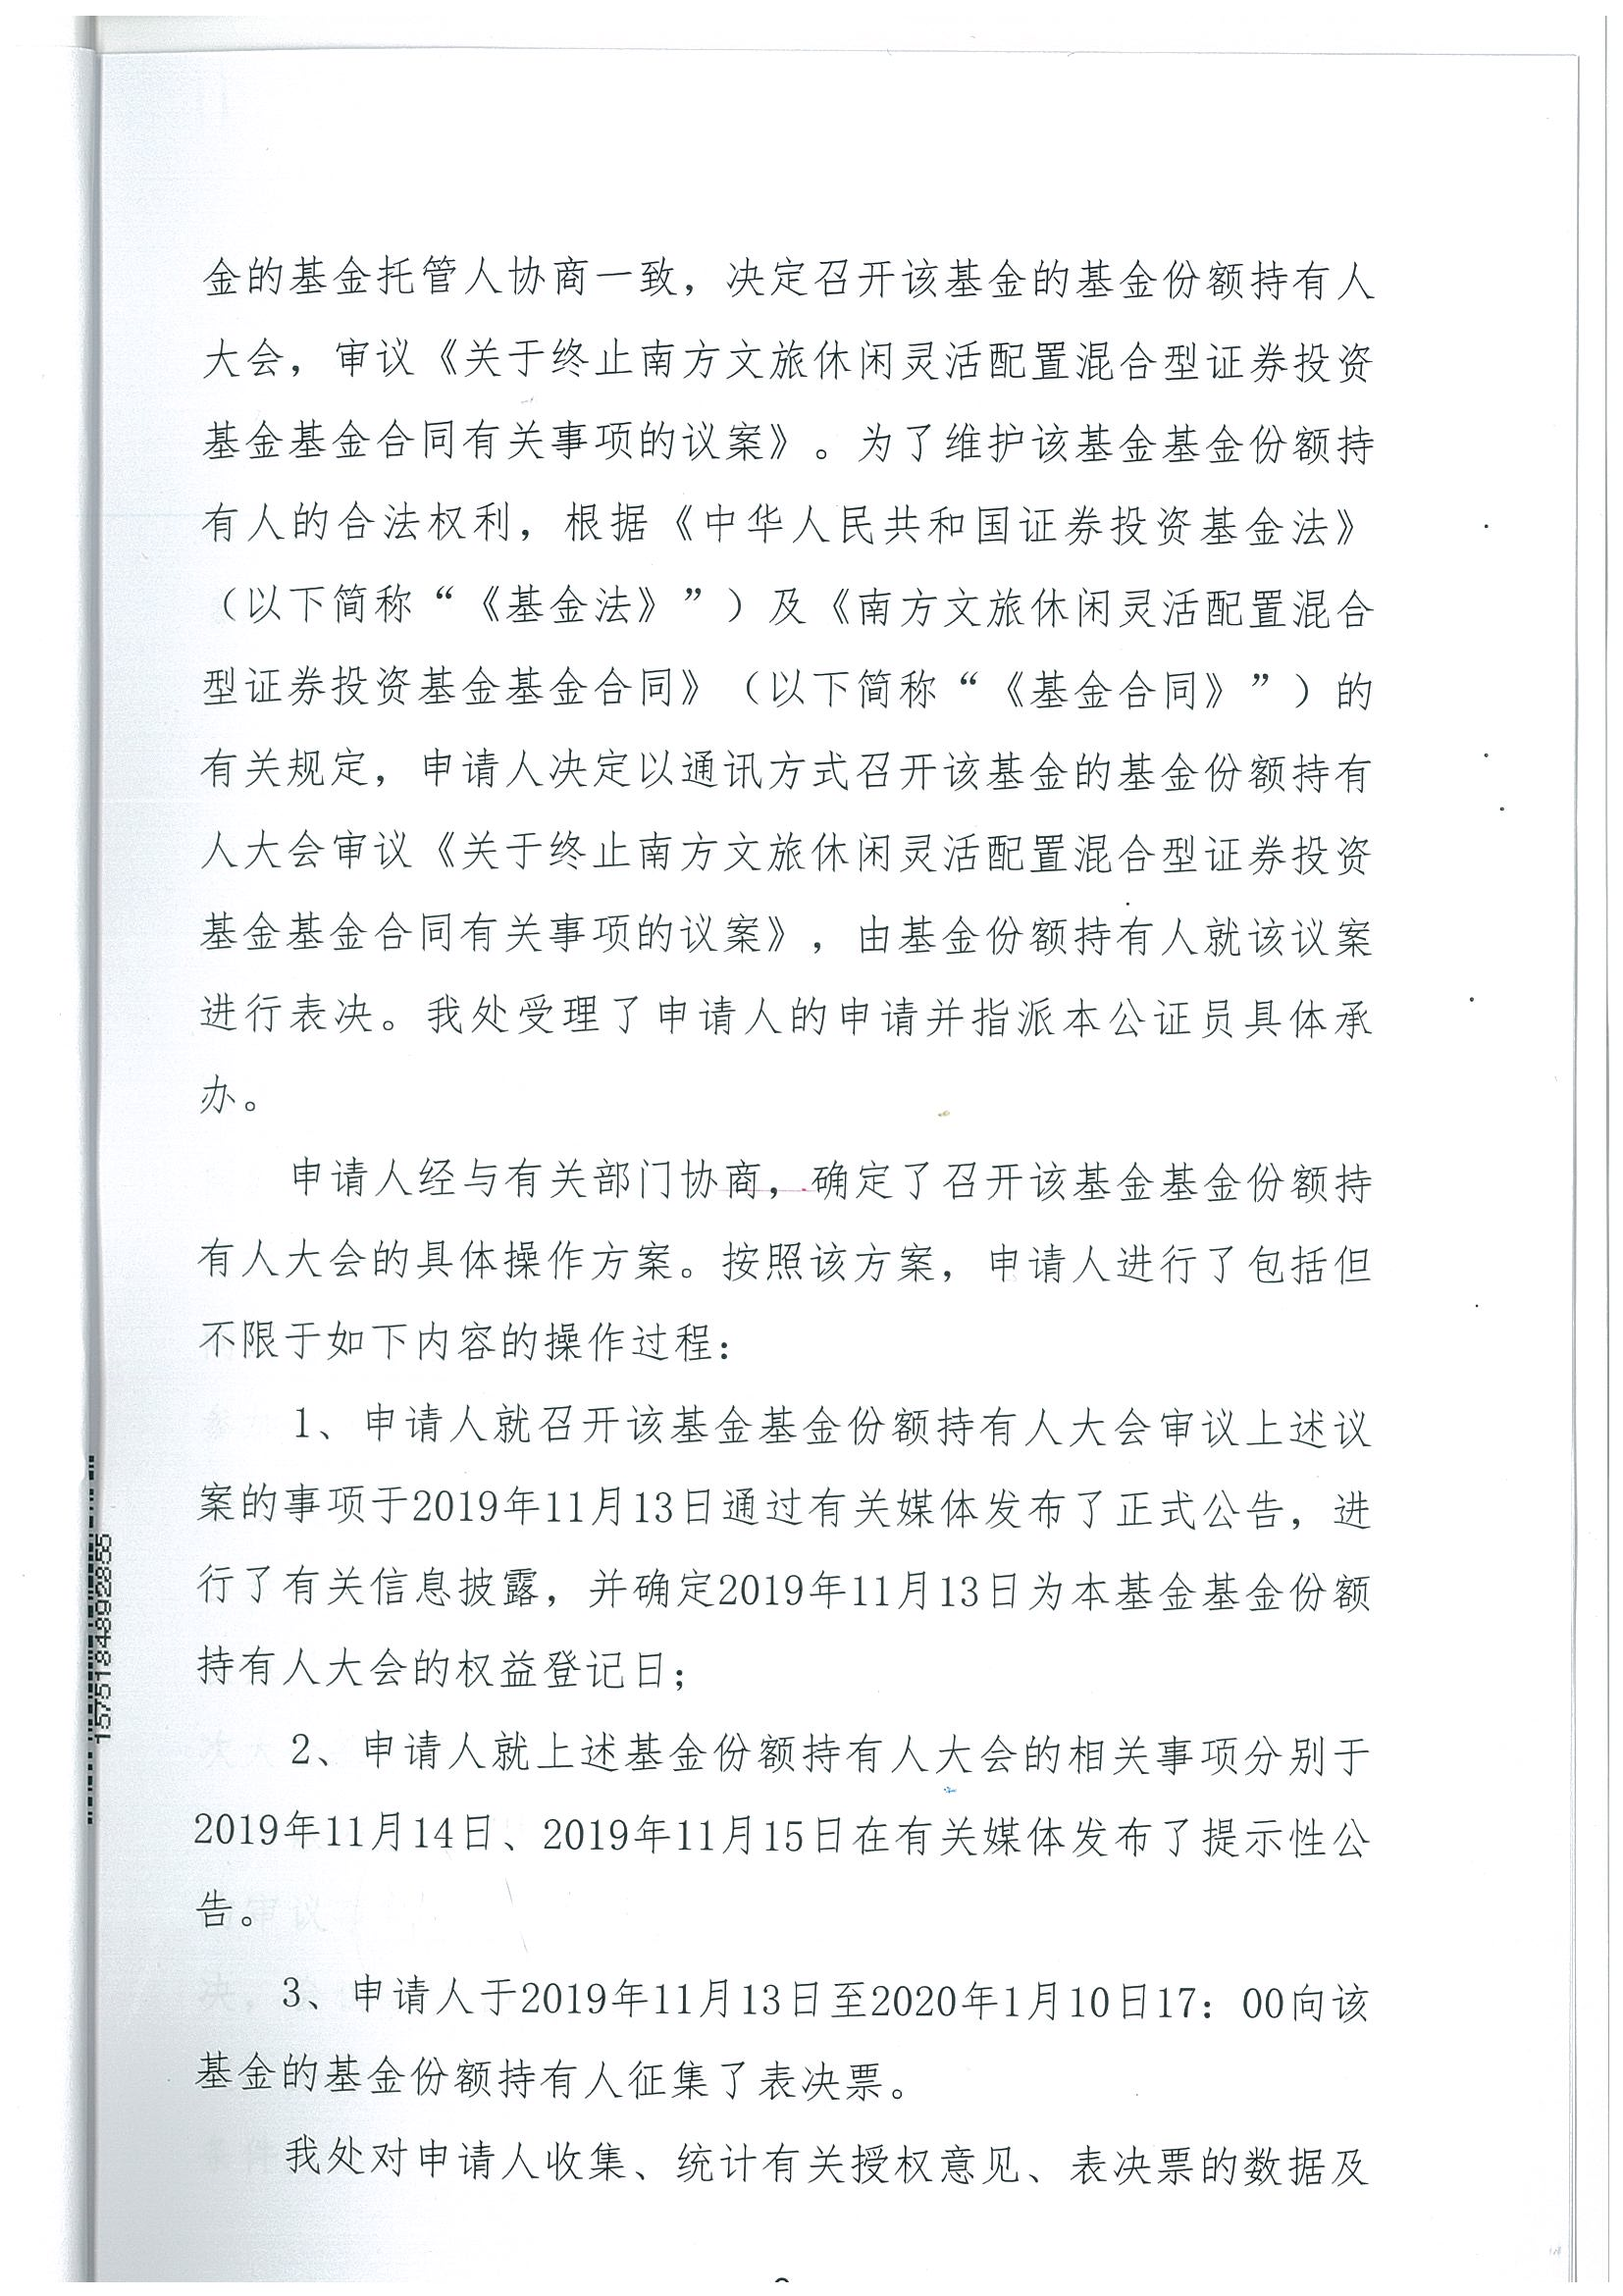 金的基金托管人协商一致，决定召开该基金的基金份额持有人
大会，审议《关于终止南方文旅休闲灵活配置混合型证券投资
基金基金合同有关事项的议案》。为了维护该基金基金份额持
有人的合法权利，根据《中华人民共和国证券投资基金法》
（以下简称“《基金法》”）及《南方文旅休闲灵活配置混合
型证券投资基金基金合同》（以下简称“《基金合同》”）的
有关规定，申请人决定以通讯方式召开该基金的基金份额持有
人大会审议《关于终止南方文旅休闲灵活配置混合型证券投资
基金基金合同有关事项的议案》，由基金份额持有人就该议案
进行表决。我处受理了申请人的申请并指派本公证员具体承
办。
申请人经与有关部门协商，确定了召开该基金基金份额持
有人大会的具体操作方案。按照该方案，申请人进行了包括但
不限于如下内容的操作过程：
1、申请人就召开该基金基金份额持有人大会审议上述议
案的事项于2019年11月13日通过有关媒体发布了正式公告，进
行了有关信息披露，并确定2019年11月13日为本基金基金份额
持有人大会的权益登记日；
2、申请人就上述基金份额持有人大会的相关事项分别于
2019年11月14日、2019年11月15日在有关媒体发布了提示性公
告。
3、申请人于2019年11月13日至2020年1月10日17：00向该
基金的基金份额持有人征集了表决票。
我处对申请人收集、统计有关授权意见、表决票的数据及
1575184892855